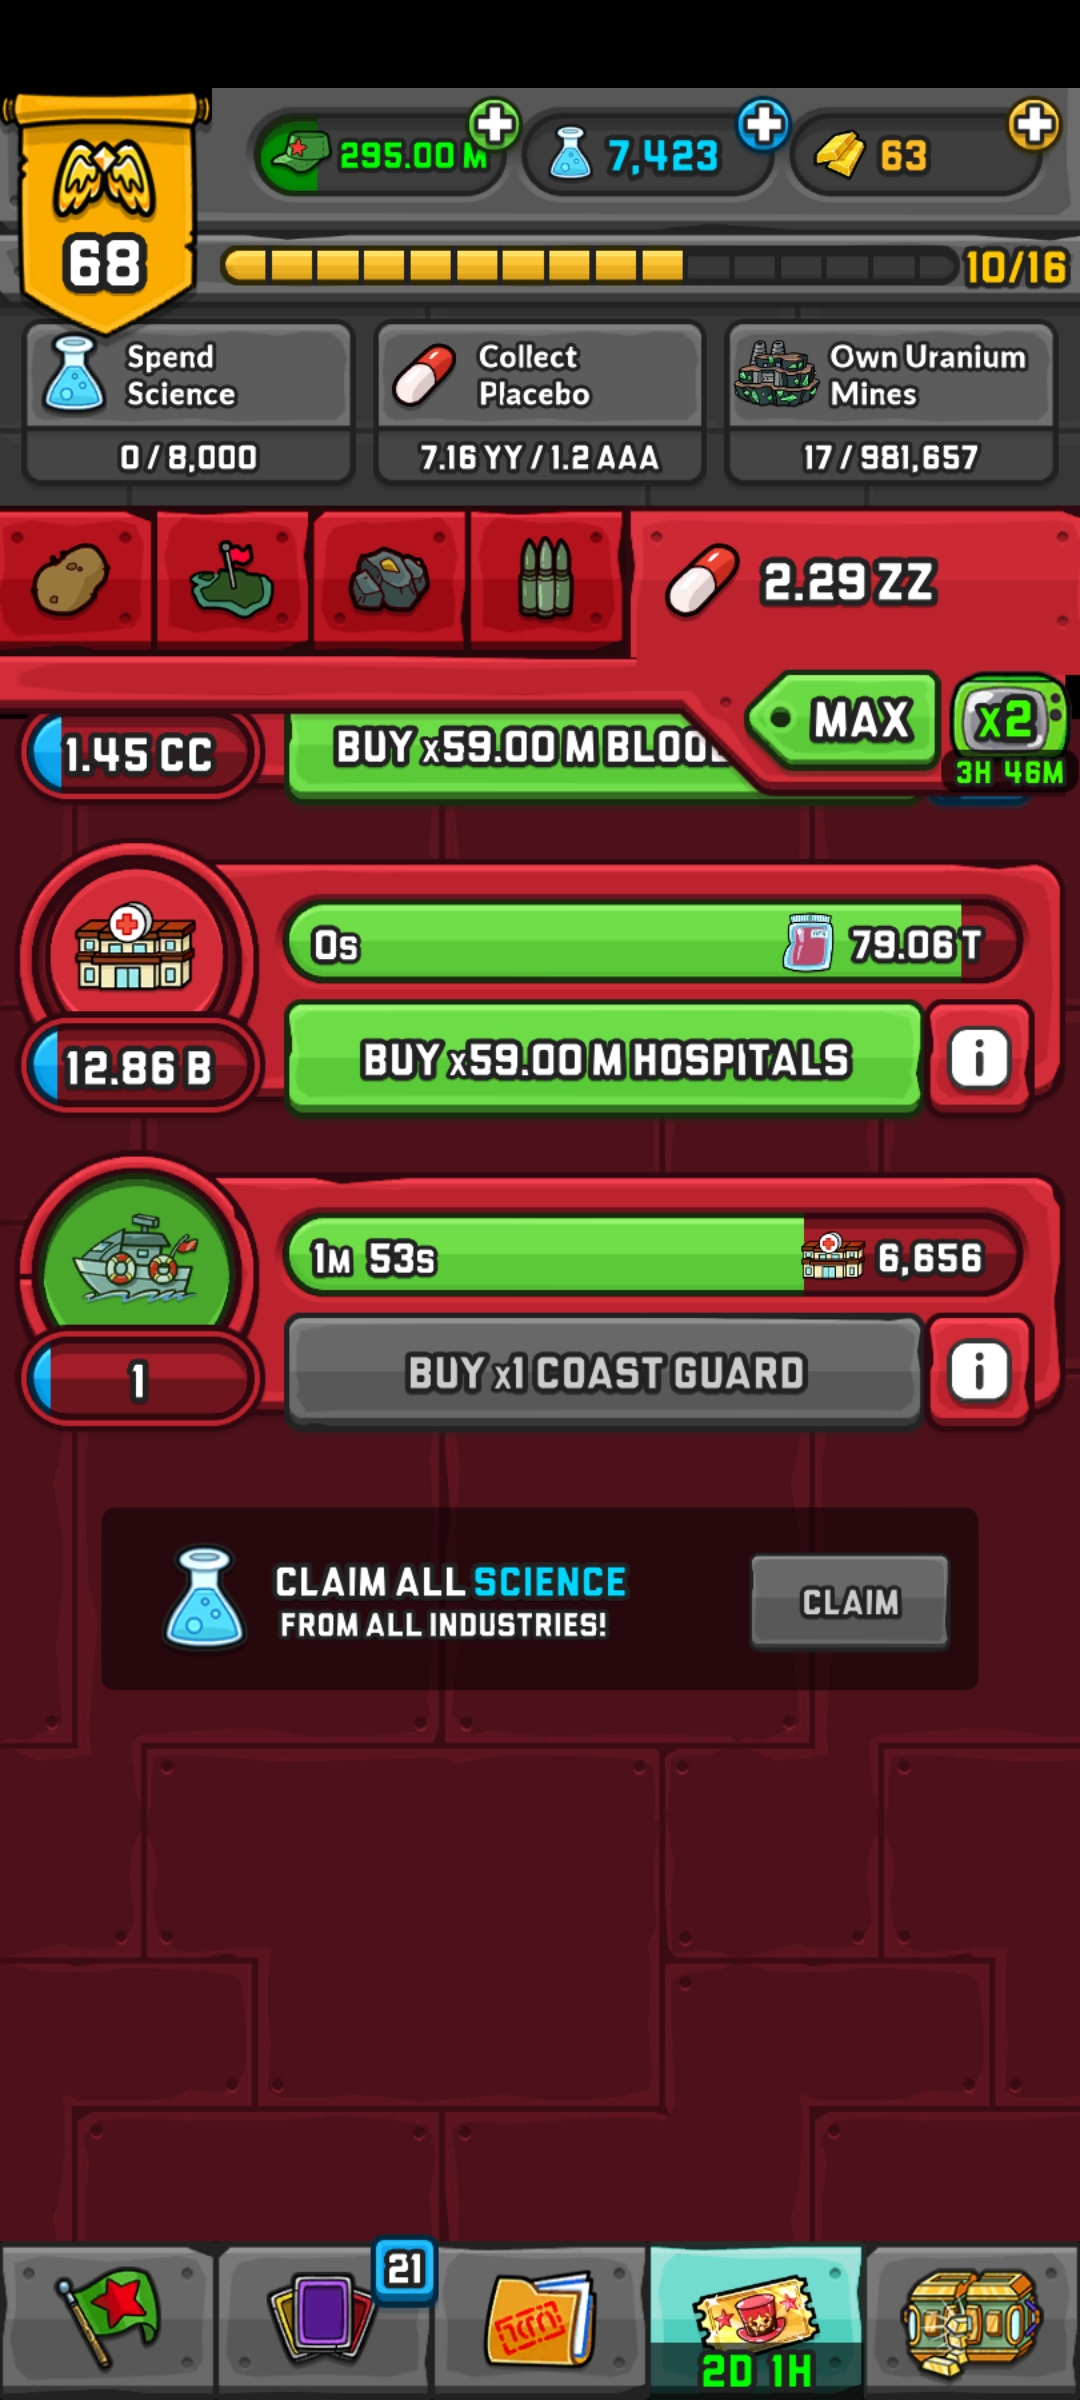 295.00 M
7,423
63
68
10/16
Spend
Science
0 / 8,000
Collect
Placebo
7.16 YY / 1.2 AAA
Own Uranium
Mines
17 / 981,657
2.29 ZZ
MAX
x2
3H 46M
1.45 CC
BUY x59.00 M
0s
79.06 T
12.86 B
BUY x59.00 M HOSPITALS
i
1M 53s
6,656
1
BUY x1 COAST GUARD
i
CLAIM ALL SCIENCE
FROM ALL INDUSTRIES!
CLAIM
21
2D 1H